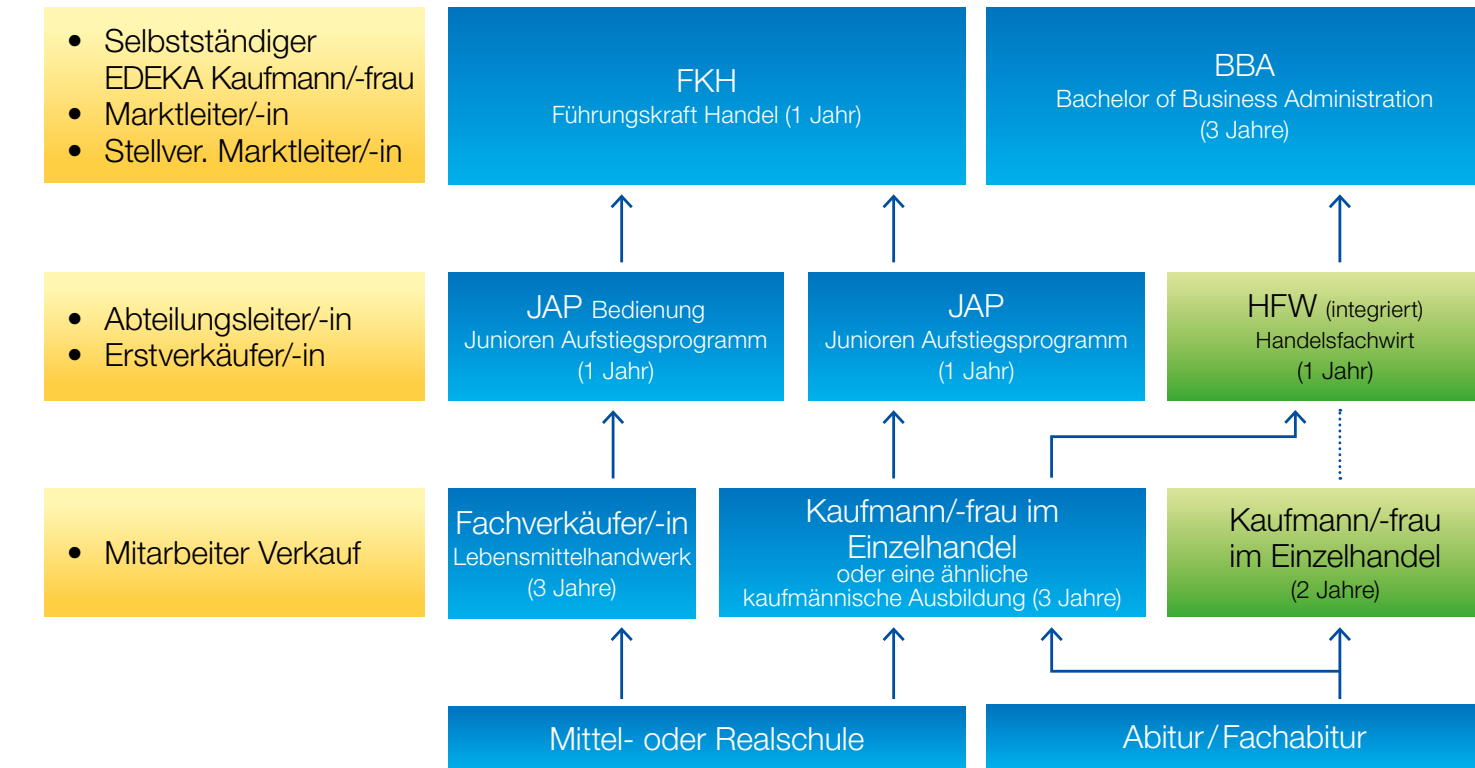 • Selbstständiger
EDEKA Kaufmann/-frau
• Marktleiter/-in
• Stellver. Marktleiter/-in
FKH
Führungskraft Handel (1 Jahr)
BBA
Bachelor of Business Administration
(3 Jahre)
• Abteilungsleiter/-in
• Erstverkäufer/-in
JAP Bedienung
Junioren Aufstiegsprogramm
(1 Jahr)
JAP
Junioren Aufstiegsprogramm
(1 Jahr)
HFW (integriert)
Handelsfachwirt
(1 Jahr)
• Mitarbeiter Verkauf
Fachverkäufer/-in
Lebensmittelhandwerk
(3 Jahre)
Kaufmann/-frau im
Einzelhandel
oder eine ähnliche
kaufmännische Ausbildung (3 Jahre)
Kaufmann/-frau
im Einzelhandel
(2 Jahre)
Mittel- oder Realschule
Abitur / Fachabitur